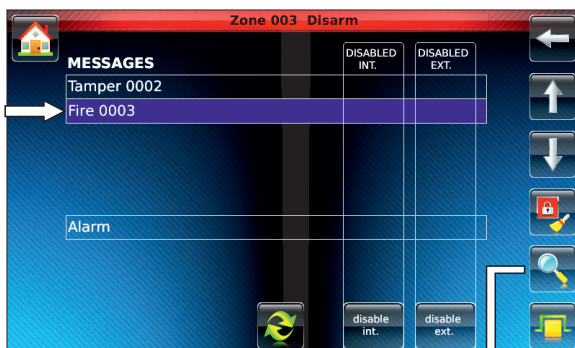 Zone 003 Disarm
MESSAGES
DISABLED
INT.
DISABLED
EXT.
Tamper 0002
Fire 0003
Alarm
disable
int.
disable
ext.